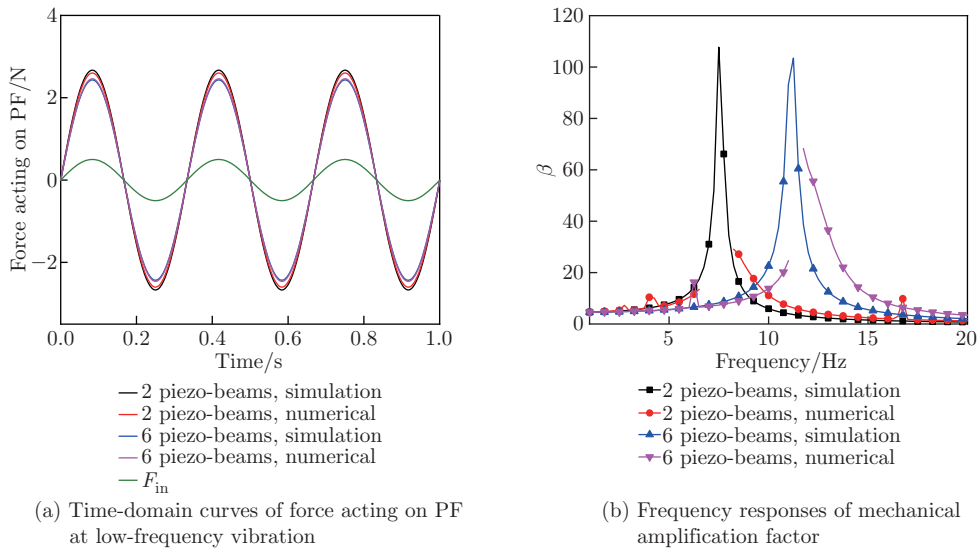 4
2
0
−2
Force acting on PF/N
0.0
0.2
0.4
0.6
0.8
1.0
Time/s
2 piezo-beams, simulation
2 piezo-beams, numerical
6 piezo-beams, simulation
6 piezo-beams, numerical
F_in
(a) Time-domain curves of force acting on PF
at low-frequency vibration
120
100
80
60
40
20
0
β
5
10
15
20
Frequency/Hz
2 piezo-beams, simulation
2 piezo-beams, numerical
6 piezo-beams, simulation
6 piezo-beams, numerical
(b) Frequency responses of mechanical
amplification factor